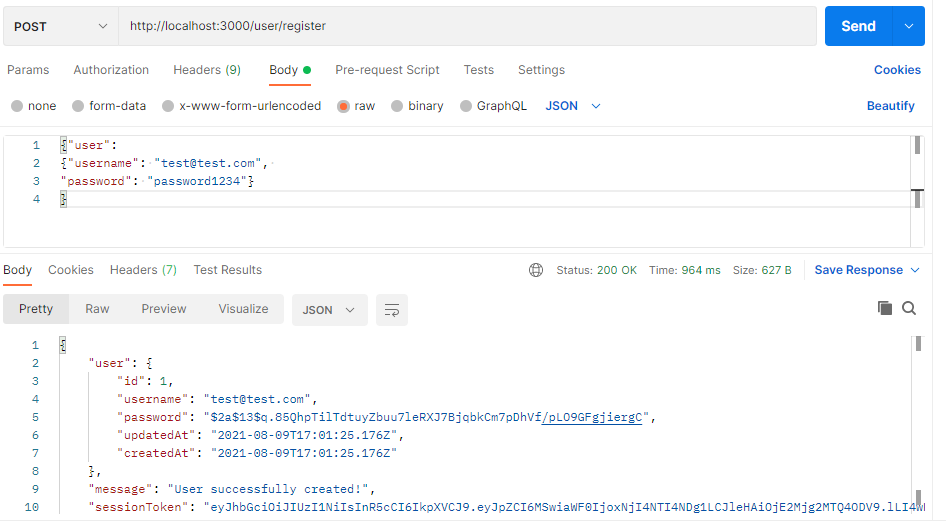 POST http://localhost:3000/user/register Send
Params Authorization Headers (9) Body Pre-request Script Tests Settings Cookies
none form-data x-www-form-urlencoded raw binary GraphQL JSON Beautify
1 {"user":
2 {"username": "test@test.com",
3 "password": "password1234"}
4 }
Body Cookies Headers (7) Test Results Status: 200 OK Time: 964 ms Size: 627 B Save Response
Pretty Raw Preview Visualize JSON
1 {
2 "user": {
3 "id": 1,
4 "username": "test@test.com",
5 "password": "$2a$13$q.85QhpTilTdtuyZbuu7leRXJ7BjqbkCm7pDhVf/pLO9GFgjiergC",
6 "updatedAt": "2021-08-09T17:01:25.176Z",
7 "createdAt": "2021-08-09T17:01:25.176Z"
8 },
9 "message": "User successfully created!",
10 "sessionToken": "eyJhbGciOiJIUzI1NiIsInR5cCI6IkpXVCJ9.eyJpZCI6MSwiaWF0IjoxNjI4NTI4NDg1LCJleHAiOjE2Mjg2MTQ4ODV9.lLI4W